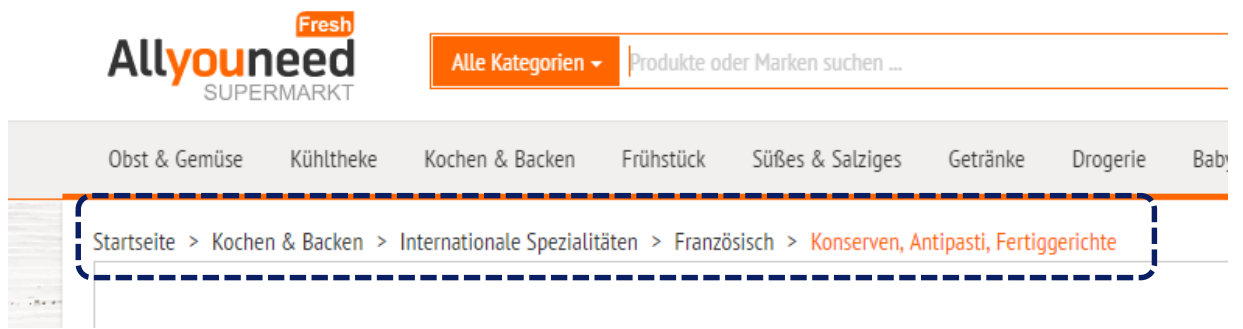 Fresh
Allyouneed
SUPERMARKT
Alle Kategorien
Produkte oder Marken suchen ...
Obst & Gemüse Kühltheke Kochen & Backen Frühstück Süßes & Salziges Getränke Drogerie Baby
Startseite > Kochen & Backen > Internationale Spezialitäten > Französisch > Konserven, Antipasti, Fertiggerichte